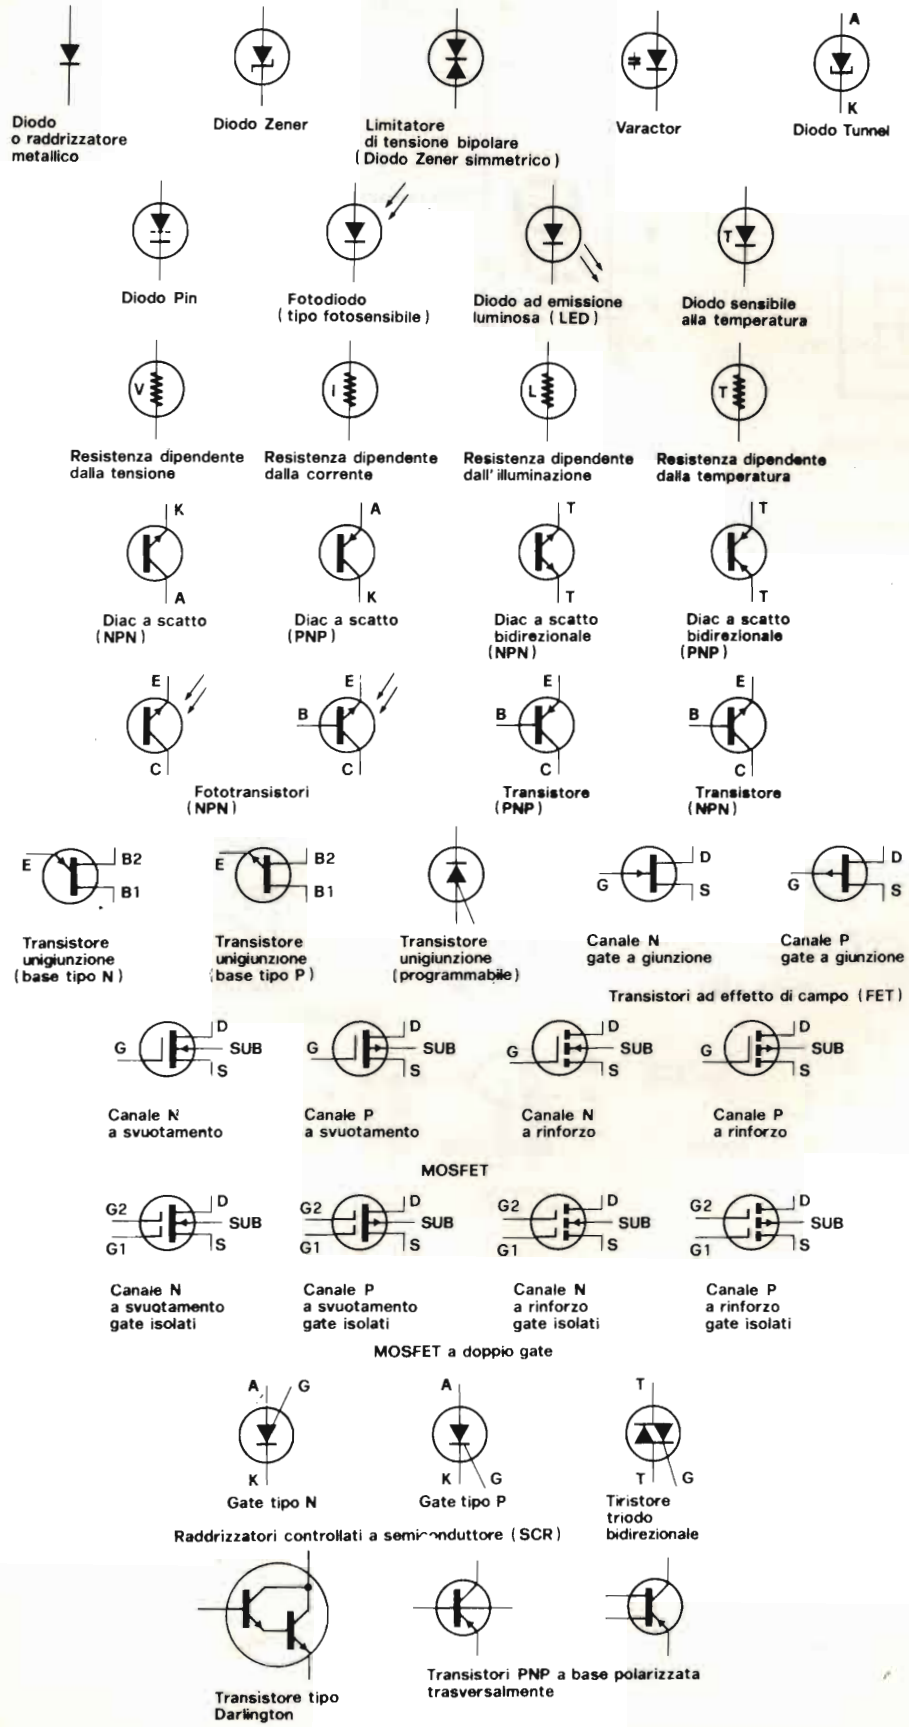 A
K
Diodo
o raddrizzatore
metallico
Diodo Zener
Limitatore
di tensione bipolare
(Diodo Zener simmetrico)
Varactor
Diodo Tunnel
T
Diodo Pin
Fotodiodo
(tipo fotosensibile)
Diodo ad emissione
luminosa (LED)
Diodo sensibile
alla temperatura
V
I
L
T
Resistenza dipendente
dalla tensione
Resistenza dipendente
dalla corrente
Resistenza dipendente
dall'illuminazione
Resistenza dipendente
dalla temperatura
K
A
T
T
A
K
T
T
Diac a scatto
(NPN)
Diac a scatto
(PNP)
Diac a scatto
bidirezionale
(NPN)
Diac a scatto
bidirezionale
(PNP)
E
E
E
E
B
B
B
C
C
C
C
Fototransistori
(NPN)
Transistore
(PNP)
Transistore
(NPN)
E
B2
B1
E
B2
B1
G
D
S
G
D
S
Transistore
unigiunzione
(base tipo N)
Transistore
unigiunzione
(base tipo P)
Transistore
unigiunzione
(programmabile)
Canale N
gate a giunzione
Canale P
gate a giunzione
Transistori ad effetto di campo (FET)
G
D
SUB
S
G
D
SUB
S
G
D
SUB
S
G
D
SUB
S
Canale N
a svuotamento
Canale P
a svuotamento
Canale N
a rinforzo
Canale P
a rinforzo
MOSFET
G2
G1
D
SUB
S
G2
G1
D
SUB
S
G2
G1
D
SUB
S
G2
G1
D
SUB
S
Canale N
a svuotamento
gate isolati
Canale P
a svuotamento
gate isolati
Canale N
a rinforzo
gate isolati
Canale P
a rinforzo
gate isolati
MOSFET a doppio gate
A
G
K
A
K
G
T
T
G
Gate tipo N
Gate tipo P
Tiristore
triodo
bidirezionale
Raddrizzatori controllati a semiconduttore (SCR)
Transistore tipo
Darlington
Transistori PNP a base polarizzata
trasversalmente